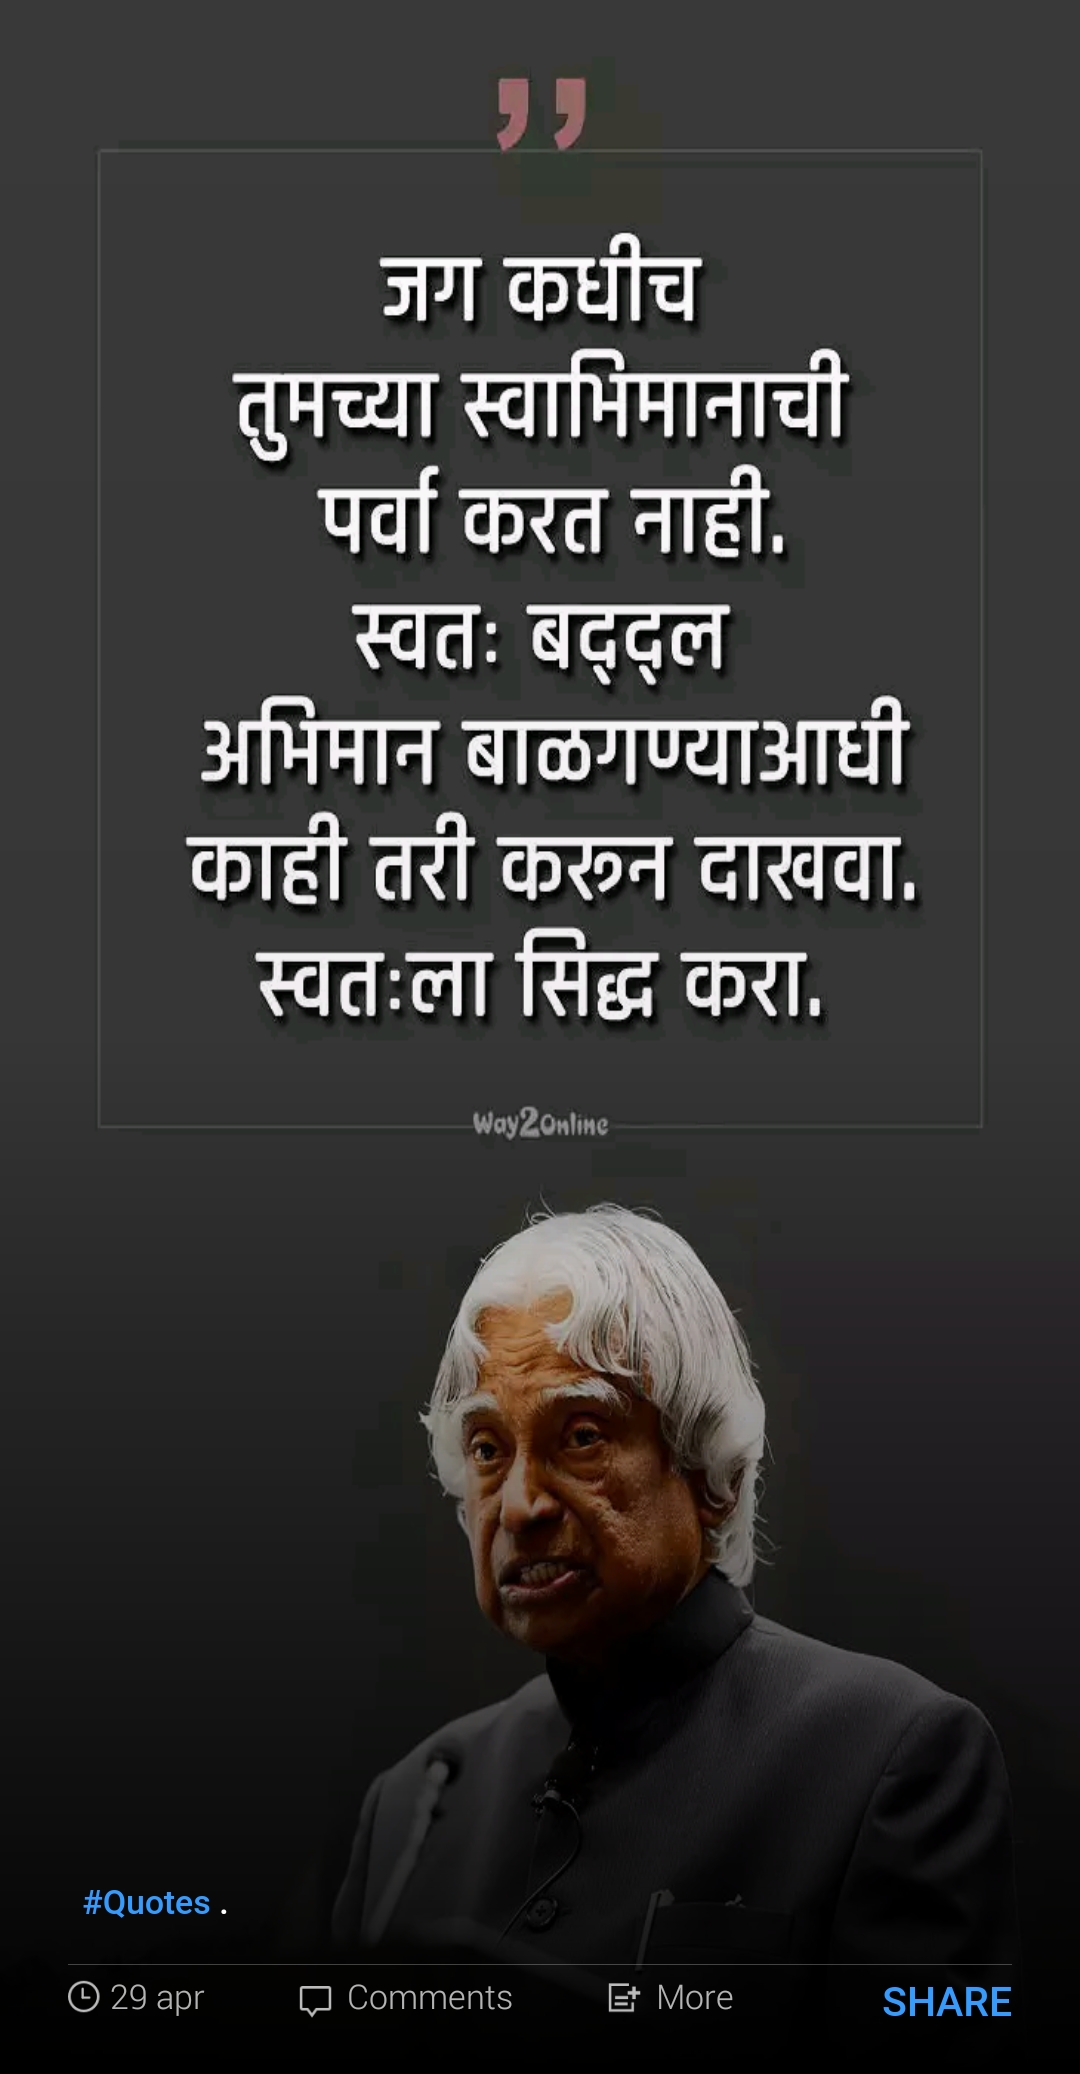 ”
जग कधीच
तुमच्या स्वाभिमानाची
पर्वा करत नाही.
स्वतः बद्द्ल
अभिमान बाळगण्याआधी
काही तरी करून दाखवा.
स्वतःला सिद्ध करा.
Way2Online
#Quotes .
29 apr Comments More SHARE